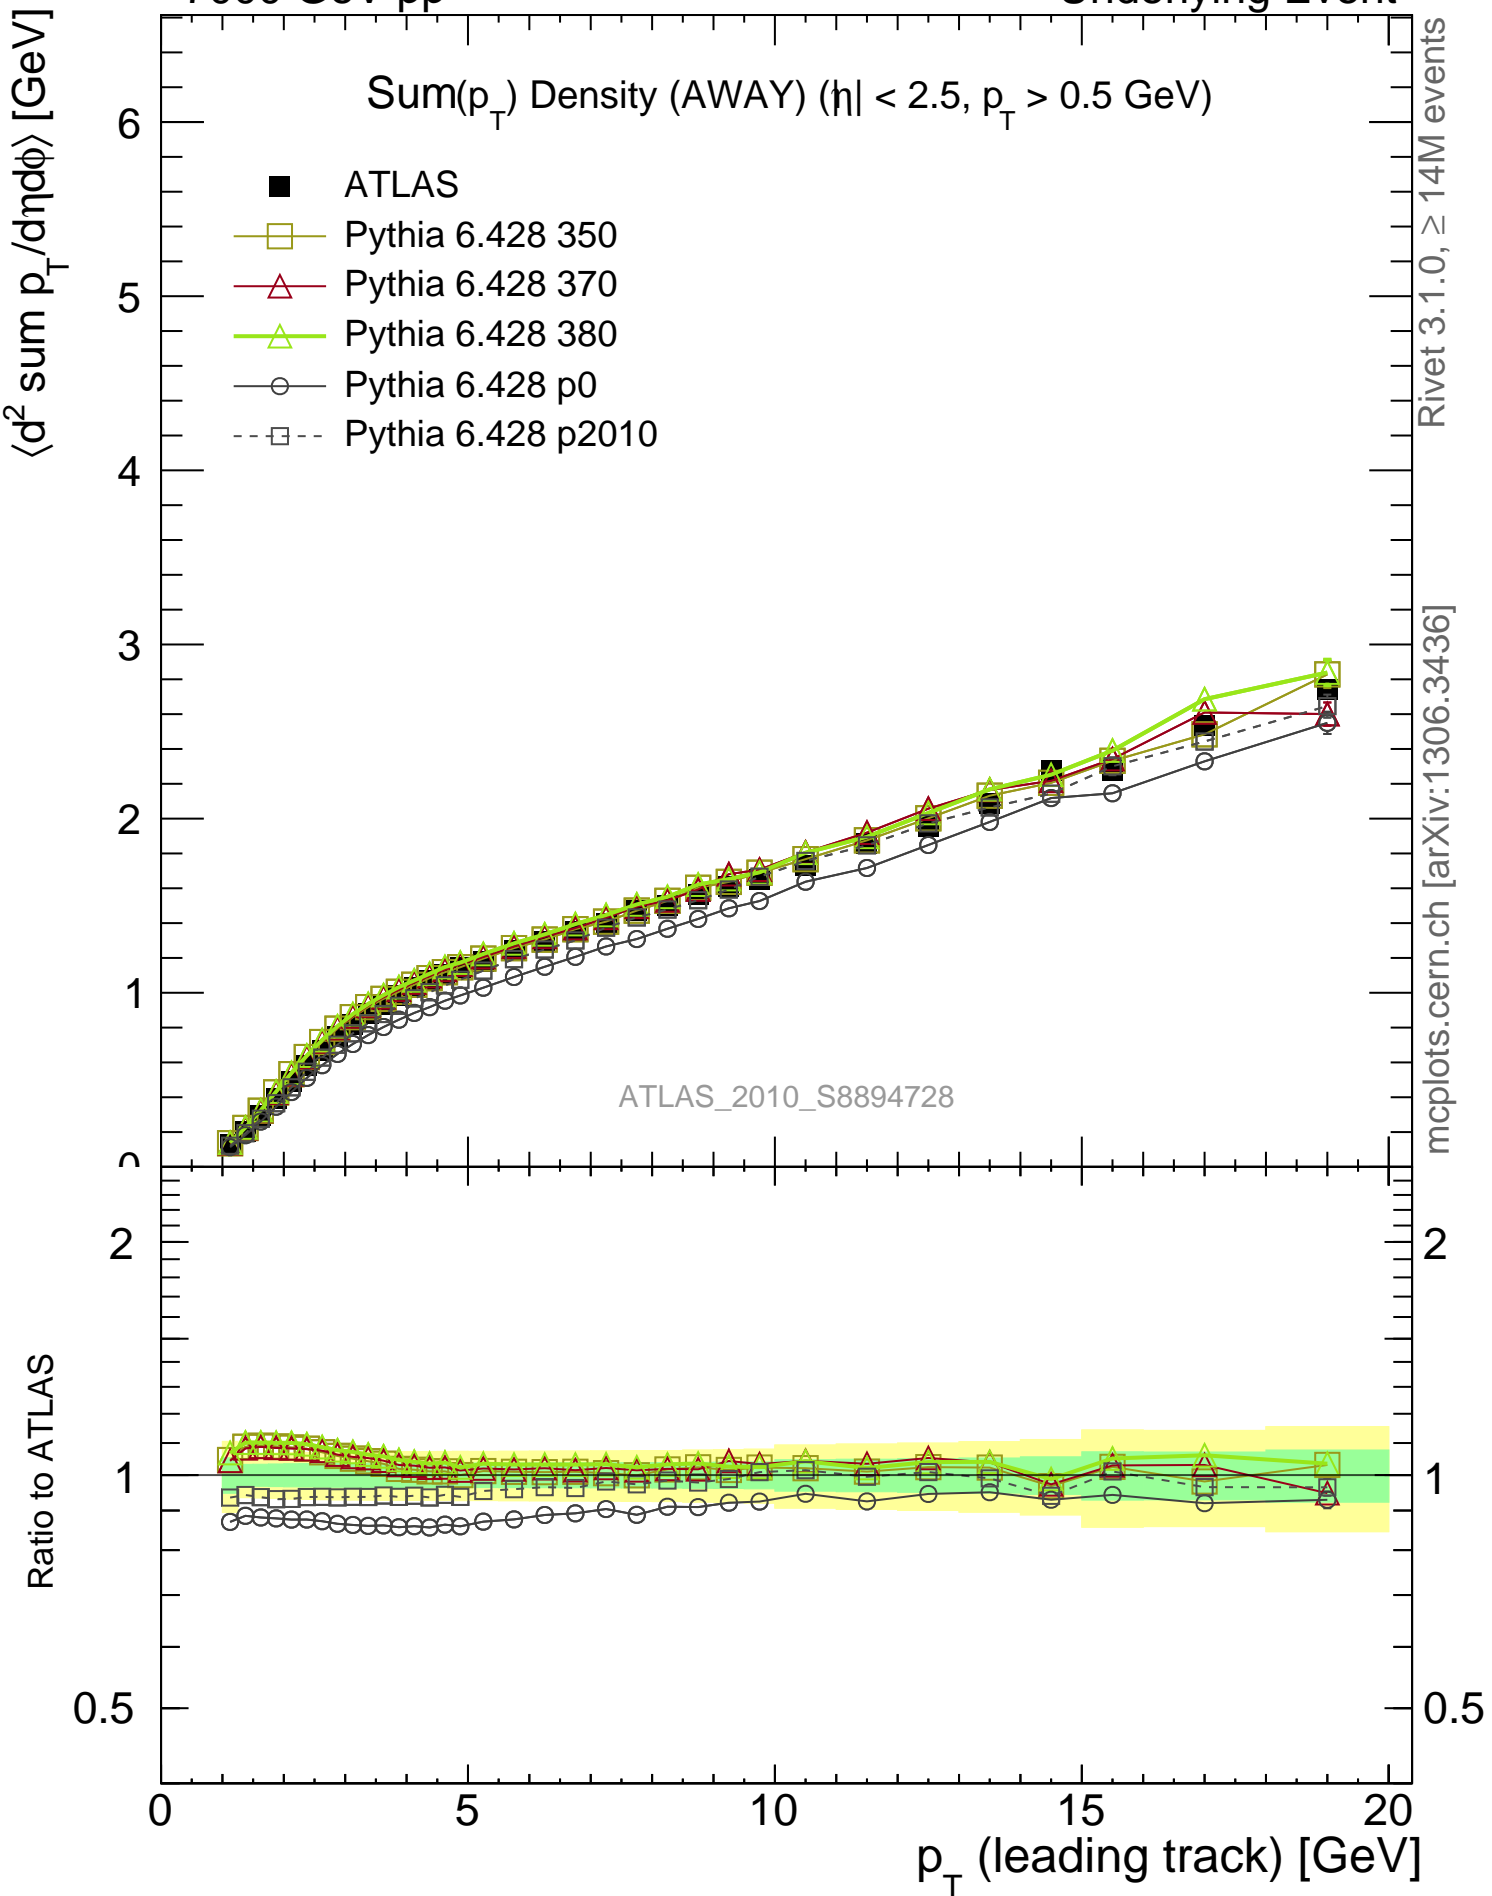 Sum(p_T) Density (AWAY) (|η| < 2.5, p_T > 0.5 GeV)
⟨d² sum p_T/dηdϕ⟩ [GeV]
ATLAS
Pythia 6.428 350
Pythia 6.428 370
Pythia 6.428 380
Pythia 6.428 p0
Pythia 6.428 p2010
6
5
4
3
2
1
0
ATLAS_2010_S8894728
Rivet 3.1.0, ≥ 14M events
mcplots.cern.ch [arXiv:1306.3436]
Ratio to ATLAS
2
1
0.5
2
1
0.5
0 5 10 15 20
p_T (leading track) [GeV]